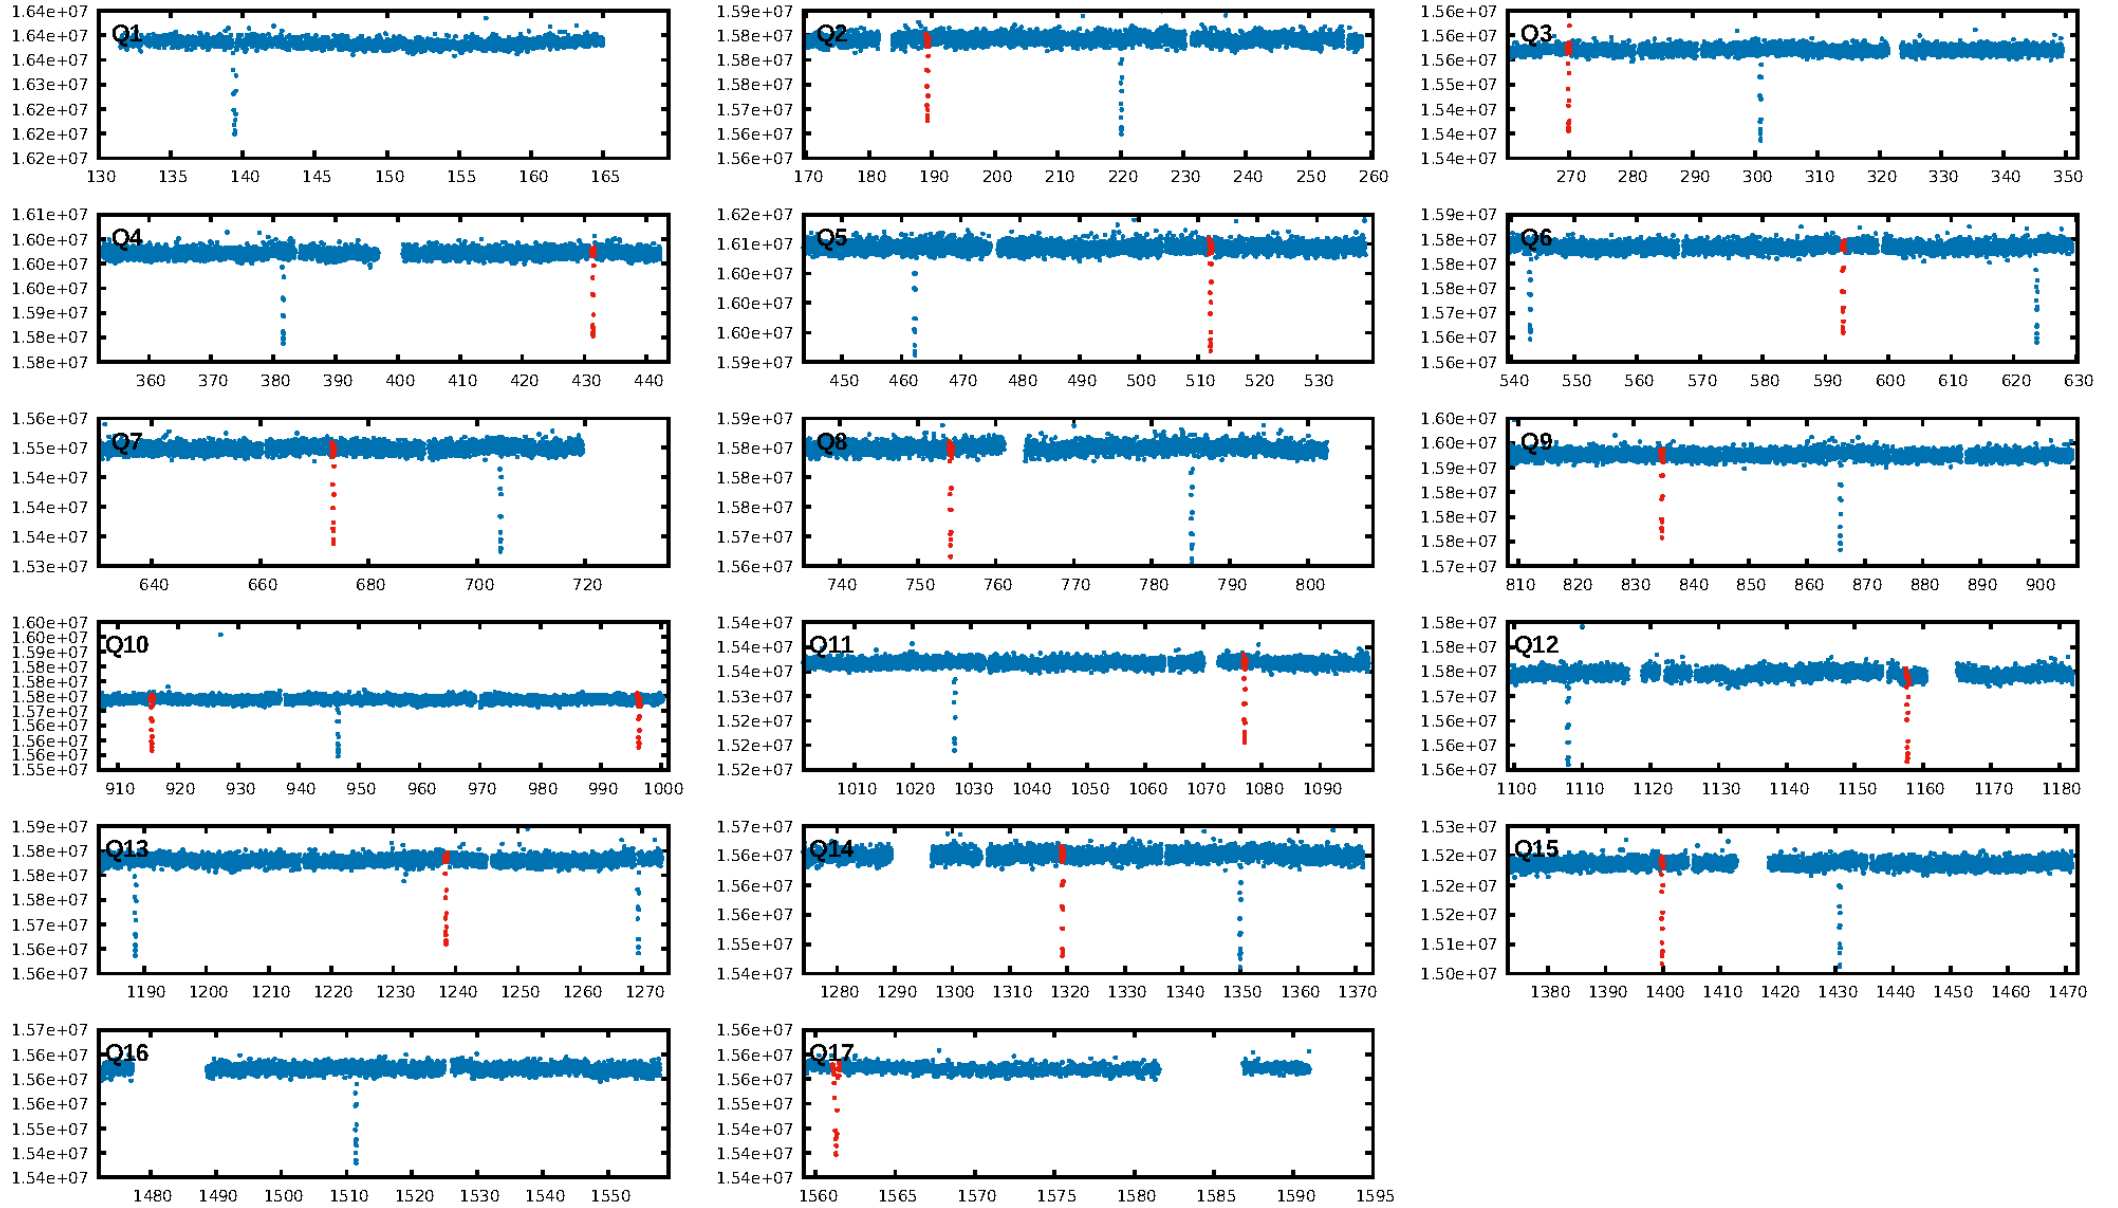 1.64e+07 1.64e+07 1.64e+07 1.63e+07 1.62e+07 1.62e+07 1.62e+07
Q1
130 135 140 145 150 155 160 165
1.59e+07 1.58e+07 1.58e+07 1.58e+07 1.57e+07 1.56e+07 1.56e+07
Q2
170 180 190 200 210 220 230 240 250 260
1.56e+07 1.56e+07 1.56e+07 1.55e+07 1.54e+07 1.54e+07 1.54e+07
Q3
270 280 290 300 310 320 330 340 350
1.61e+07 1.60e+07 1.60e+07 1.60e+07 1.59e+07 1.58e+07 1.58e+07
Q4
360 370 380 390 400 410 420 430 440
1.62e+07 1.61e+07 1.60e+07 1.60e+07 1.60e+07 1.59e+07
Q5
450 460 470 480 490 500 510 520 530
1.59e+07 1.58e+07 1.58e+07 1.58e+07 1.57e+07 1.56e+07 1.56e+07
Q6
540 550 560 570 580 590 600 610 620 630
1.56e+07 1.55e+07 1.54e+07 1.54e+07 1.54e+07 1.53e+07
Q7
640 660 680 700 720
1.59e+07 1.58e+07 1.58e+07 1.58e+07 1.57e+07 1.56e+07
Q8
740 750 760 770 780 790 800
1.60e+07 1.60e+07 1.59e+07 1.58e+07 1.58e+07 1.58e+07 1.57e+07
Q9
810 820 830 840 850 860 870 880 890 900
1.60e+07 1.60e+07 1.59e+07 1.58e+07 1.58e+07 1.58e+07 1.57e+07 1.56e+07 1.56e+07 1.56e+07 1.55e+07
Q10
910 920 930 940 950 960 970 980 990 1000
1.54e+07 1.54e+07 1.54e+07 1.53e+07 1.52e+07 1.52e+07 1.52e+07
Q11
1010 1020 1030 1040 1050 1060 1070 1080 1090
1.58e+07 1.58e+07 1.58e+07 1.57e+07 1.56e+07 1.56e+07 1.56e+07
Q12
1100 1110 1120 1130 1140 1150 1160 1170 1180
1.59e+07 1.58e+07 1.58e+07 1.58e+07 1.57e+07 1.56e+07 1.56e+07
Q13
1190 1200 1210 1220 1230 1240 1250 1260 1270
1.57e+07 1.56e+07 1.56e+07 1.56e+07 1.55e+07 1.54e+07
Q14
1280 1290 1300 1310 1320 1330 1340 1350 1360 1370
1.53e+07 1.52e+07 1.52e+07 1.52e+07 1.51e+07 1.50e+07
Q15
1380 1390 1400 1410 1420 1430 1440 1450 1460 1470
1.57e+07 1.56e+07 1.56e+07 1.56e+07 1.55e+07 1.54e+07 1.54e+07
Q16
1480 1490 1500 1510 1520 1530 1540 1550
1.56e+07 1.56e+07 1.56e+07 1.55e+07 1.54e+07 1.54e+07 1.54e+07
Q17
1560 1565 1570 1575 1580 1585 1590 1595